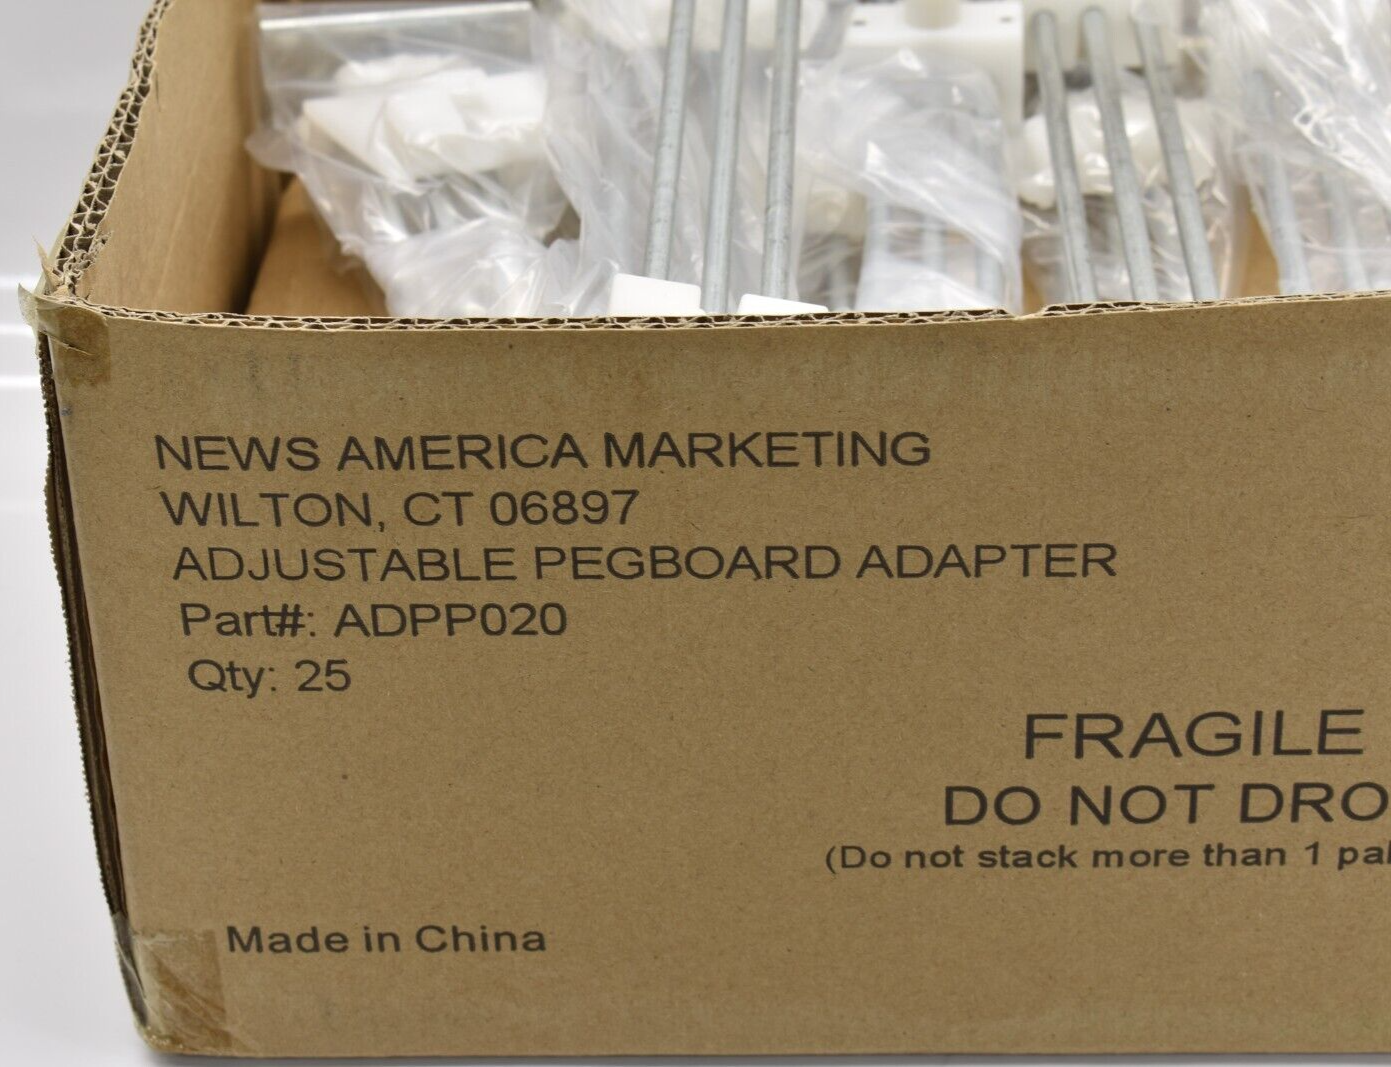 NEWS AMERICA MARKETING
WILTON, CT 06897
ADJUSTABLE PEGBOARD ADAPTER
Part#: ADPP020
Qty: 25
FRAGILE
DO NOT DRO
(Do not stack more than 1 pal
Made in China